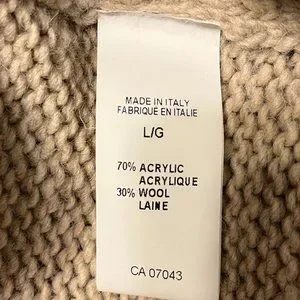 MADE IN ITALY
FABRIQUE EN ITALIE
L/G
70% ACRYLIC
ACRYLIQUE
30% WOOL
LAINE
CA 07043